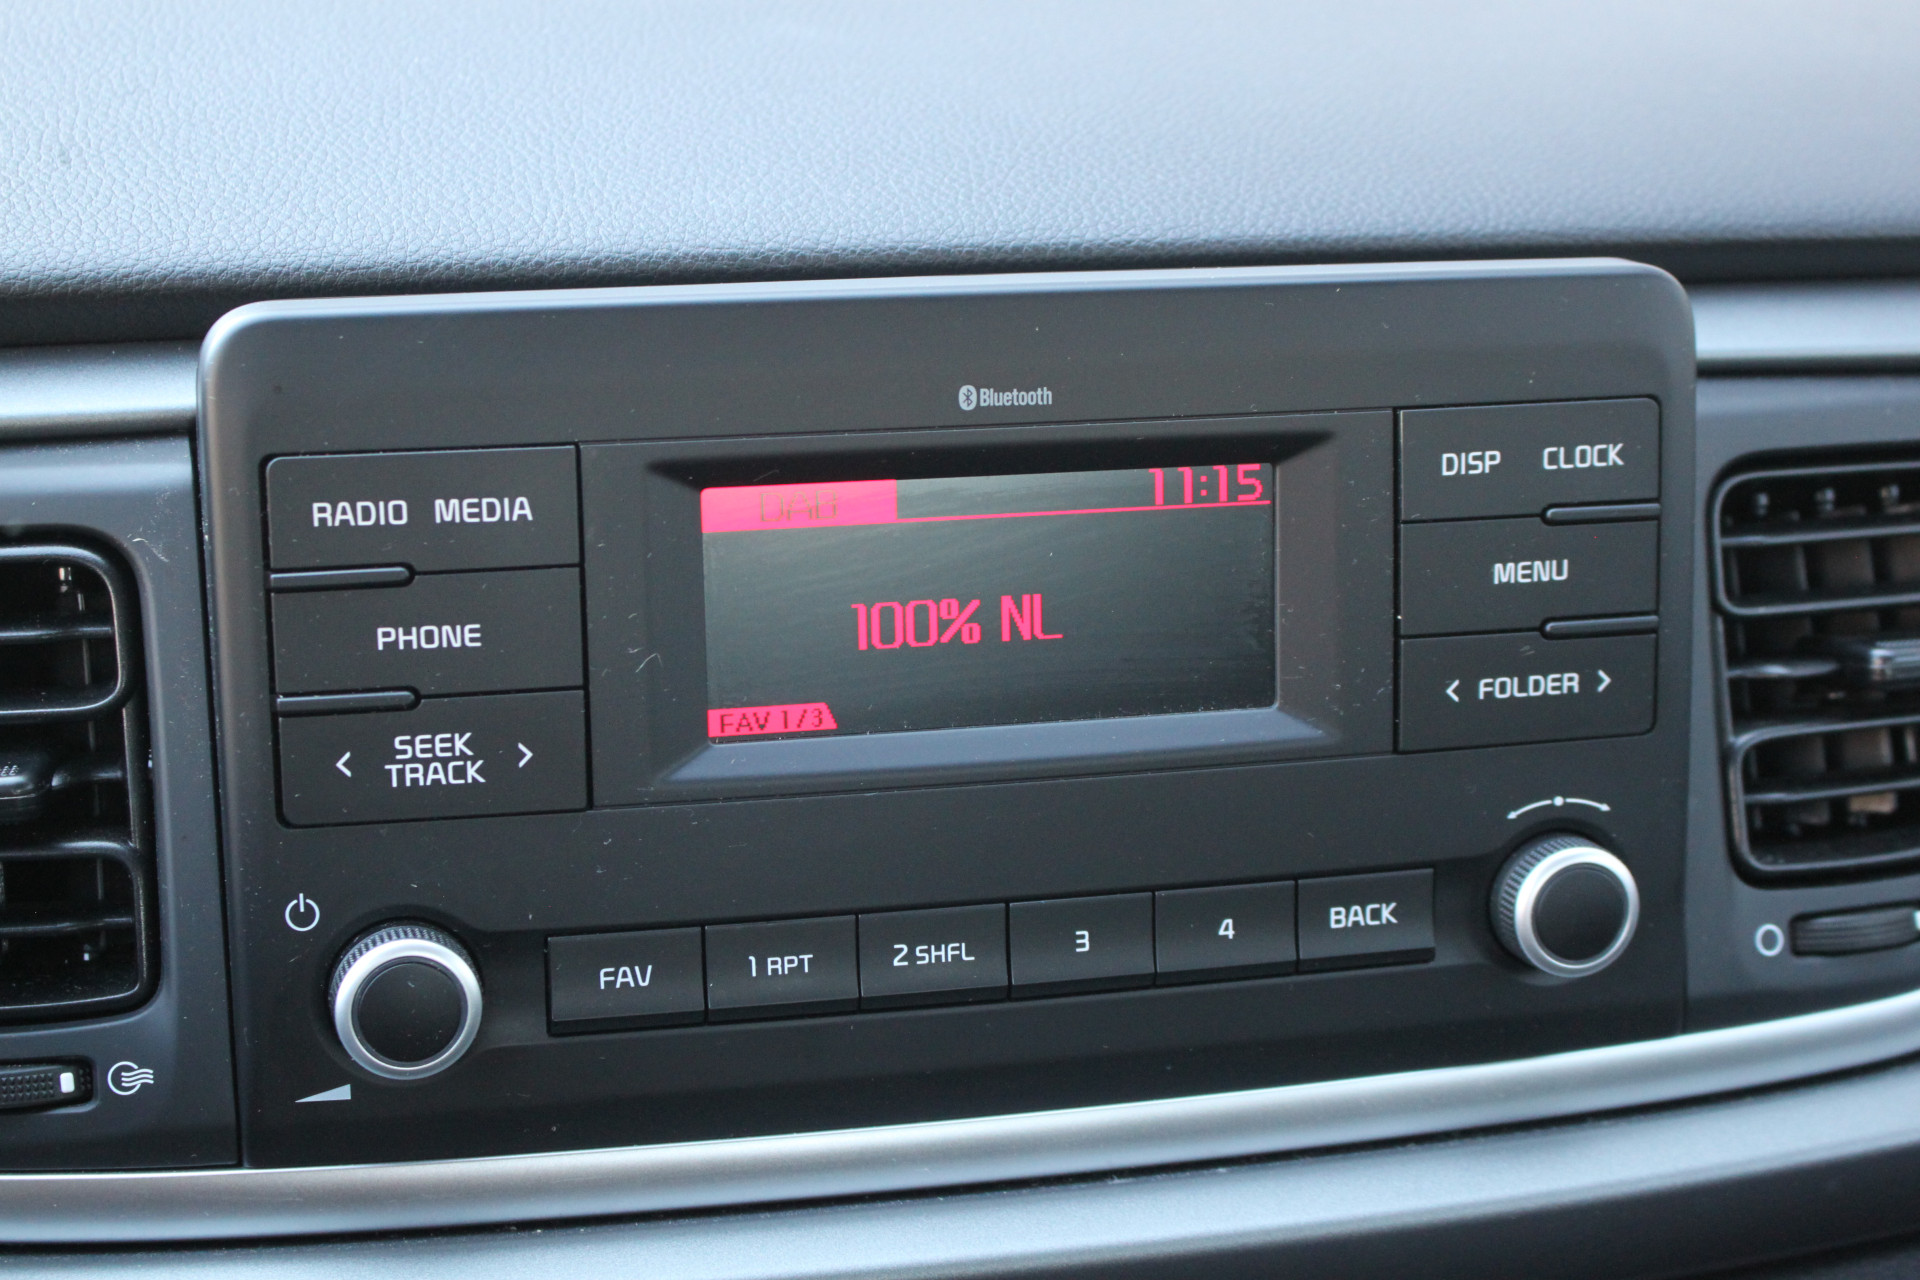 Bluetooth
RADIO MEDIA
PHONE
< SEEK TRACK >
DAB 11:15
100% NL
FAV 1/3
DISP CLOCK
MENU
< FOLDER >
FAV 1 RPT 2 SHFL 3 4 BACK